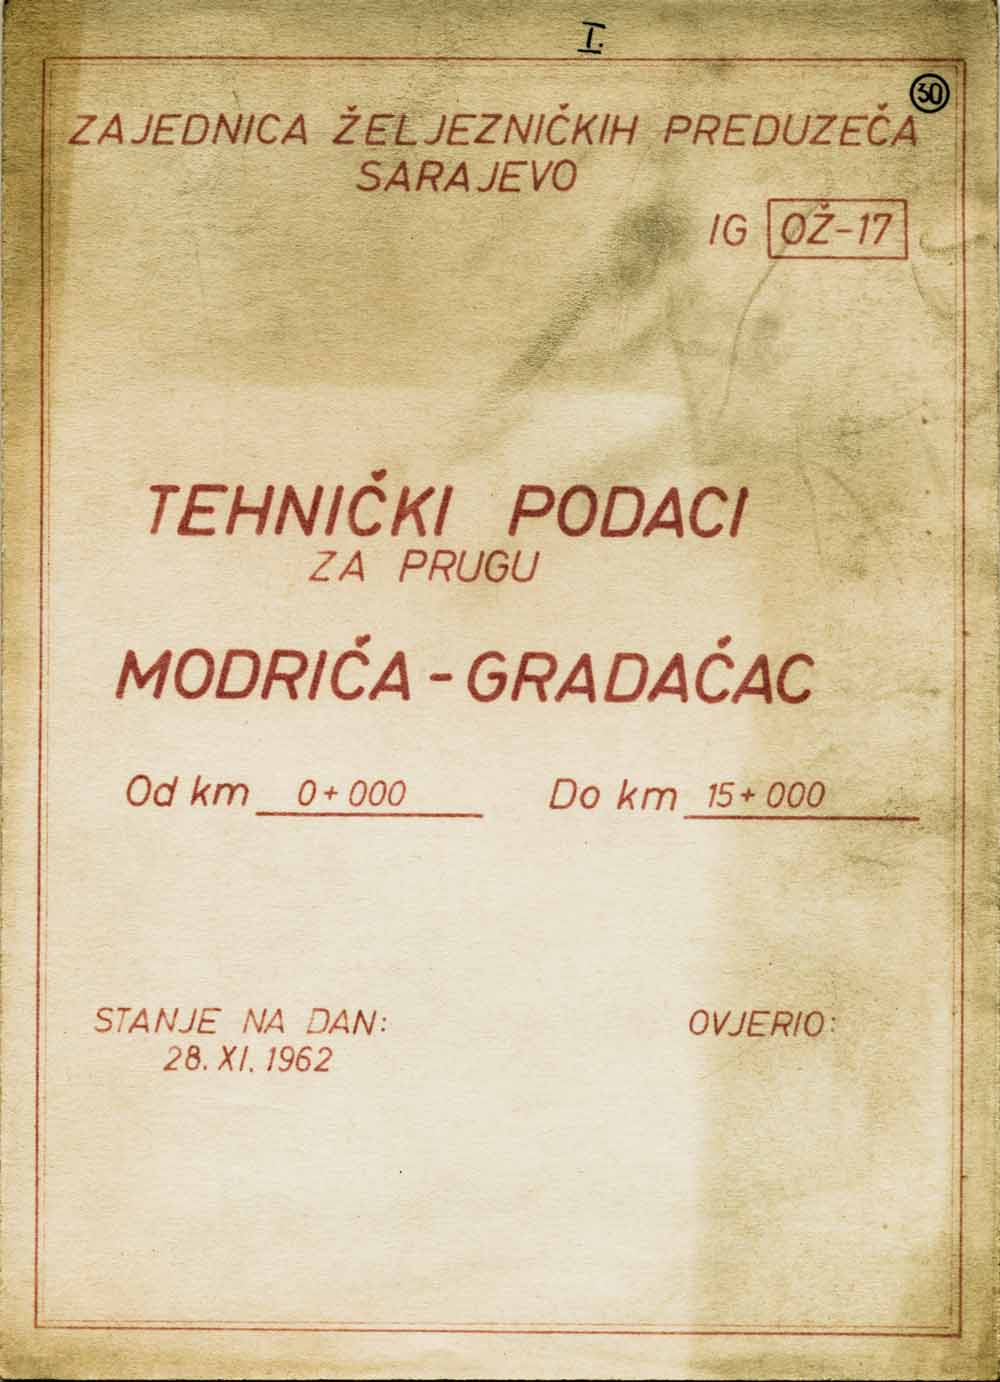 I.
30
ZAJEDNICA ŽELJEZNIČKIH PREDUZEČA
SARAJEVO
IG OŽ-17
TEHNIČKI PODACI
ZA PRUGU
MODRIČA-GRADAČAC
Od km 0+000 Do km 15+000
STANJE NA DAN: OVJERIO:
28. XI. 1962